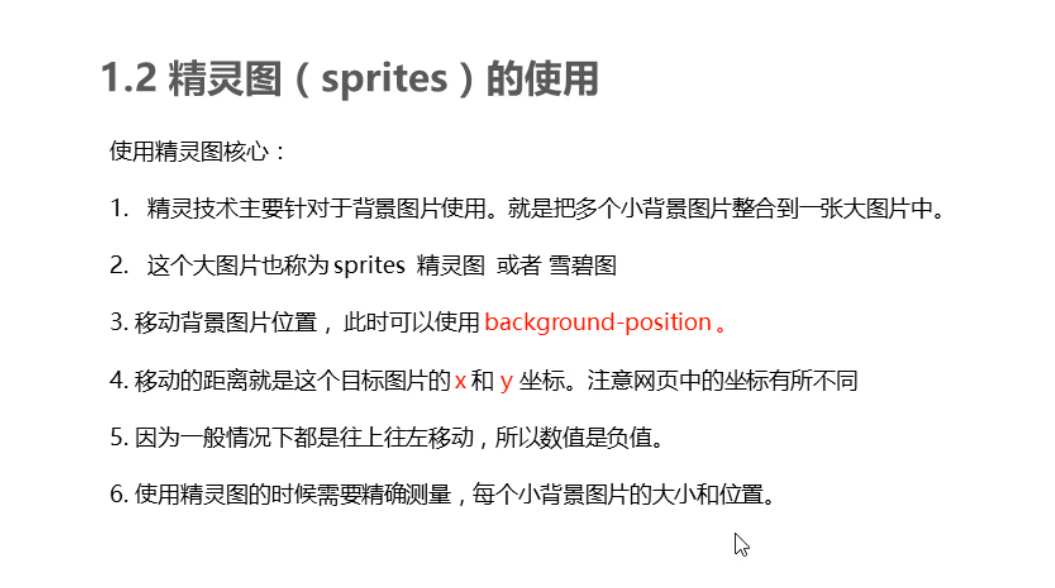 1.2 精灵图（sprites）的使用
使用精灵图核心：
1. 精灵技术主要针对于背景图片使用。就是把多个小背景图片整合到一张大图片中。
2. 这个大图片也称为 sprites 精灵图 或者 雪碧图
3. 移动背景图片位置， 此时可以使用 background-position 。
4. 移动的距离就是这个目标图片的 x 和 y 坐标。注意网页中的坐标有所不同
5. 因为一般情况下都是往上往左移动，所以数值是负值。
6. 使用精灵图的时候需要精确测量，每个小背景图片的大小和位置。